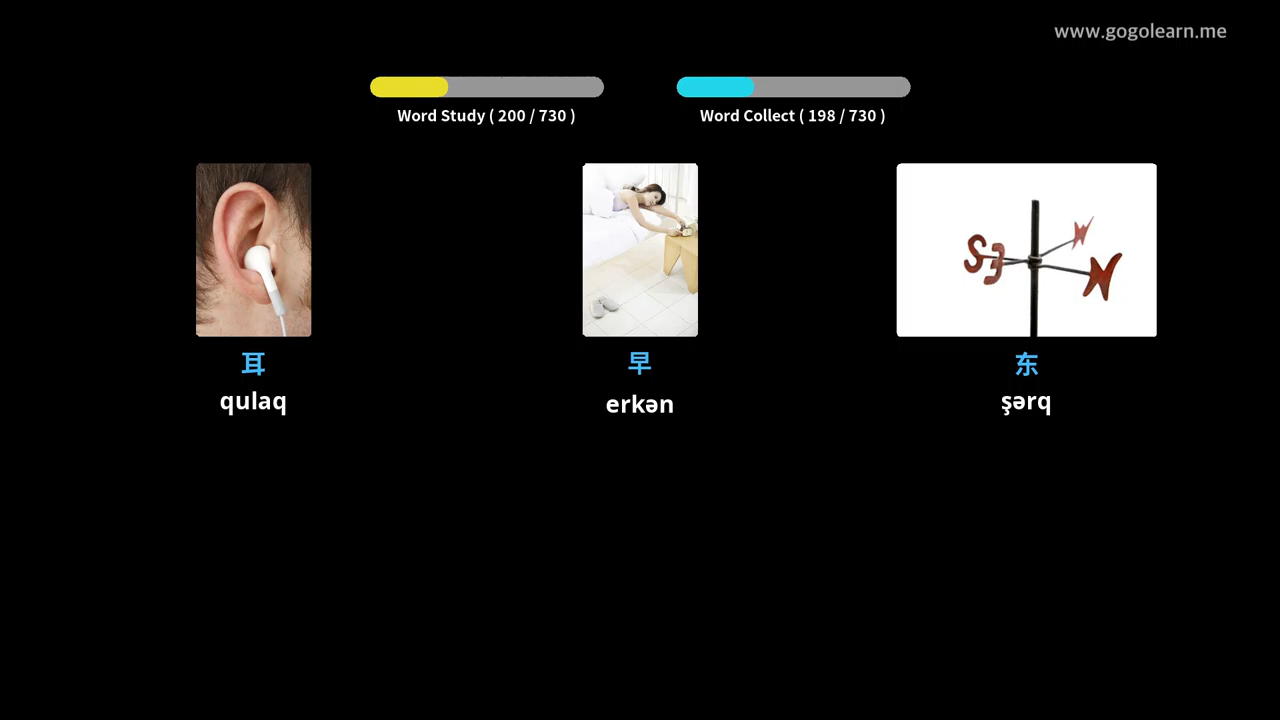 www.gogolearn.me
Word Study ( 200 / 730 )
Word Collect ( 198 / 730 )
S
E
N
W
耳
早
东
qulaq
erkən
şərq